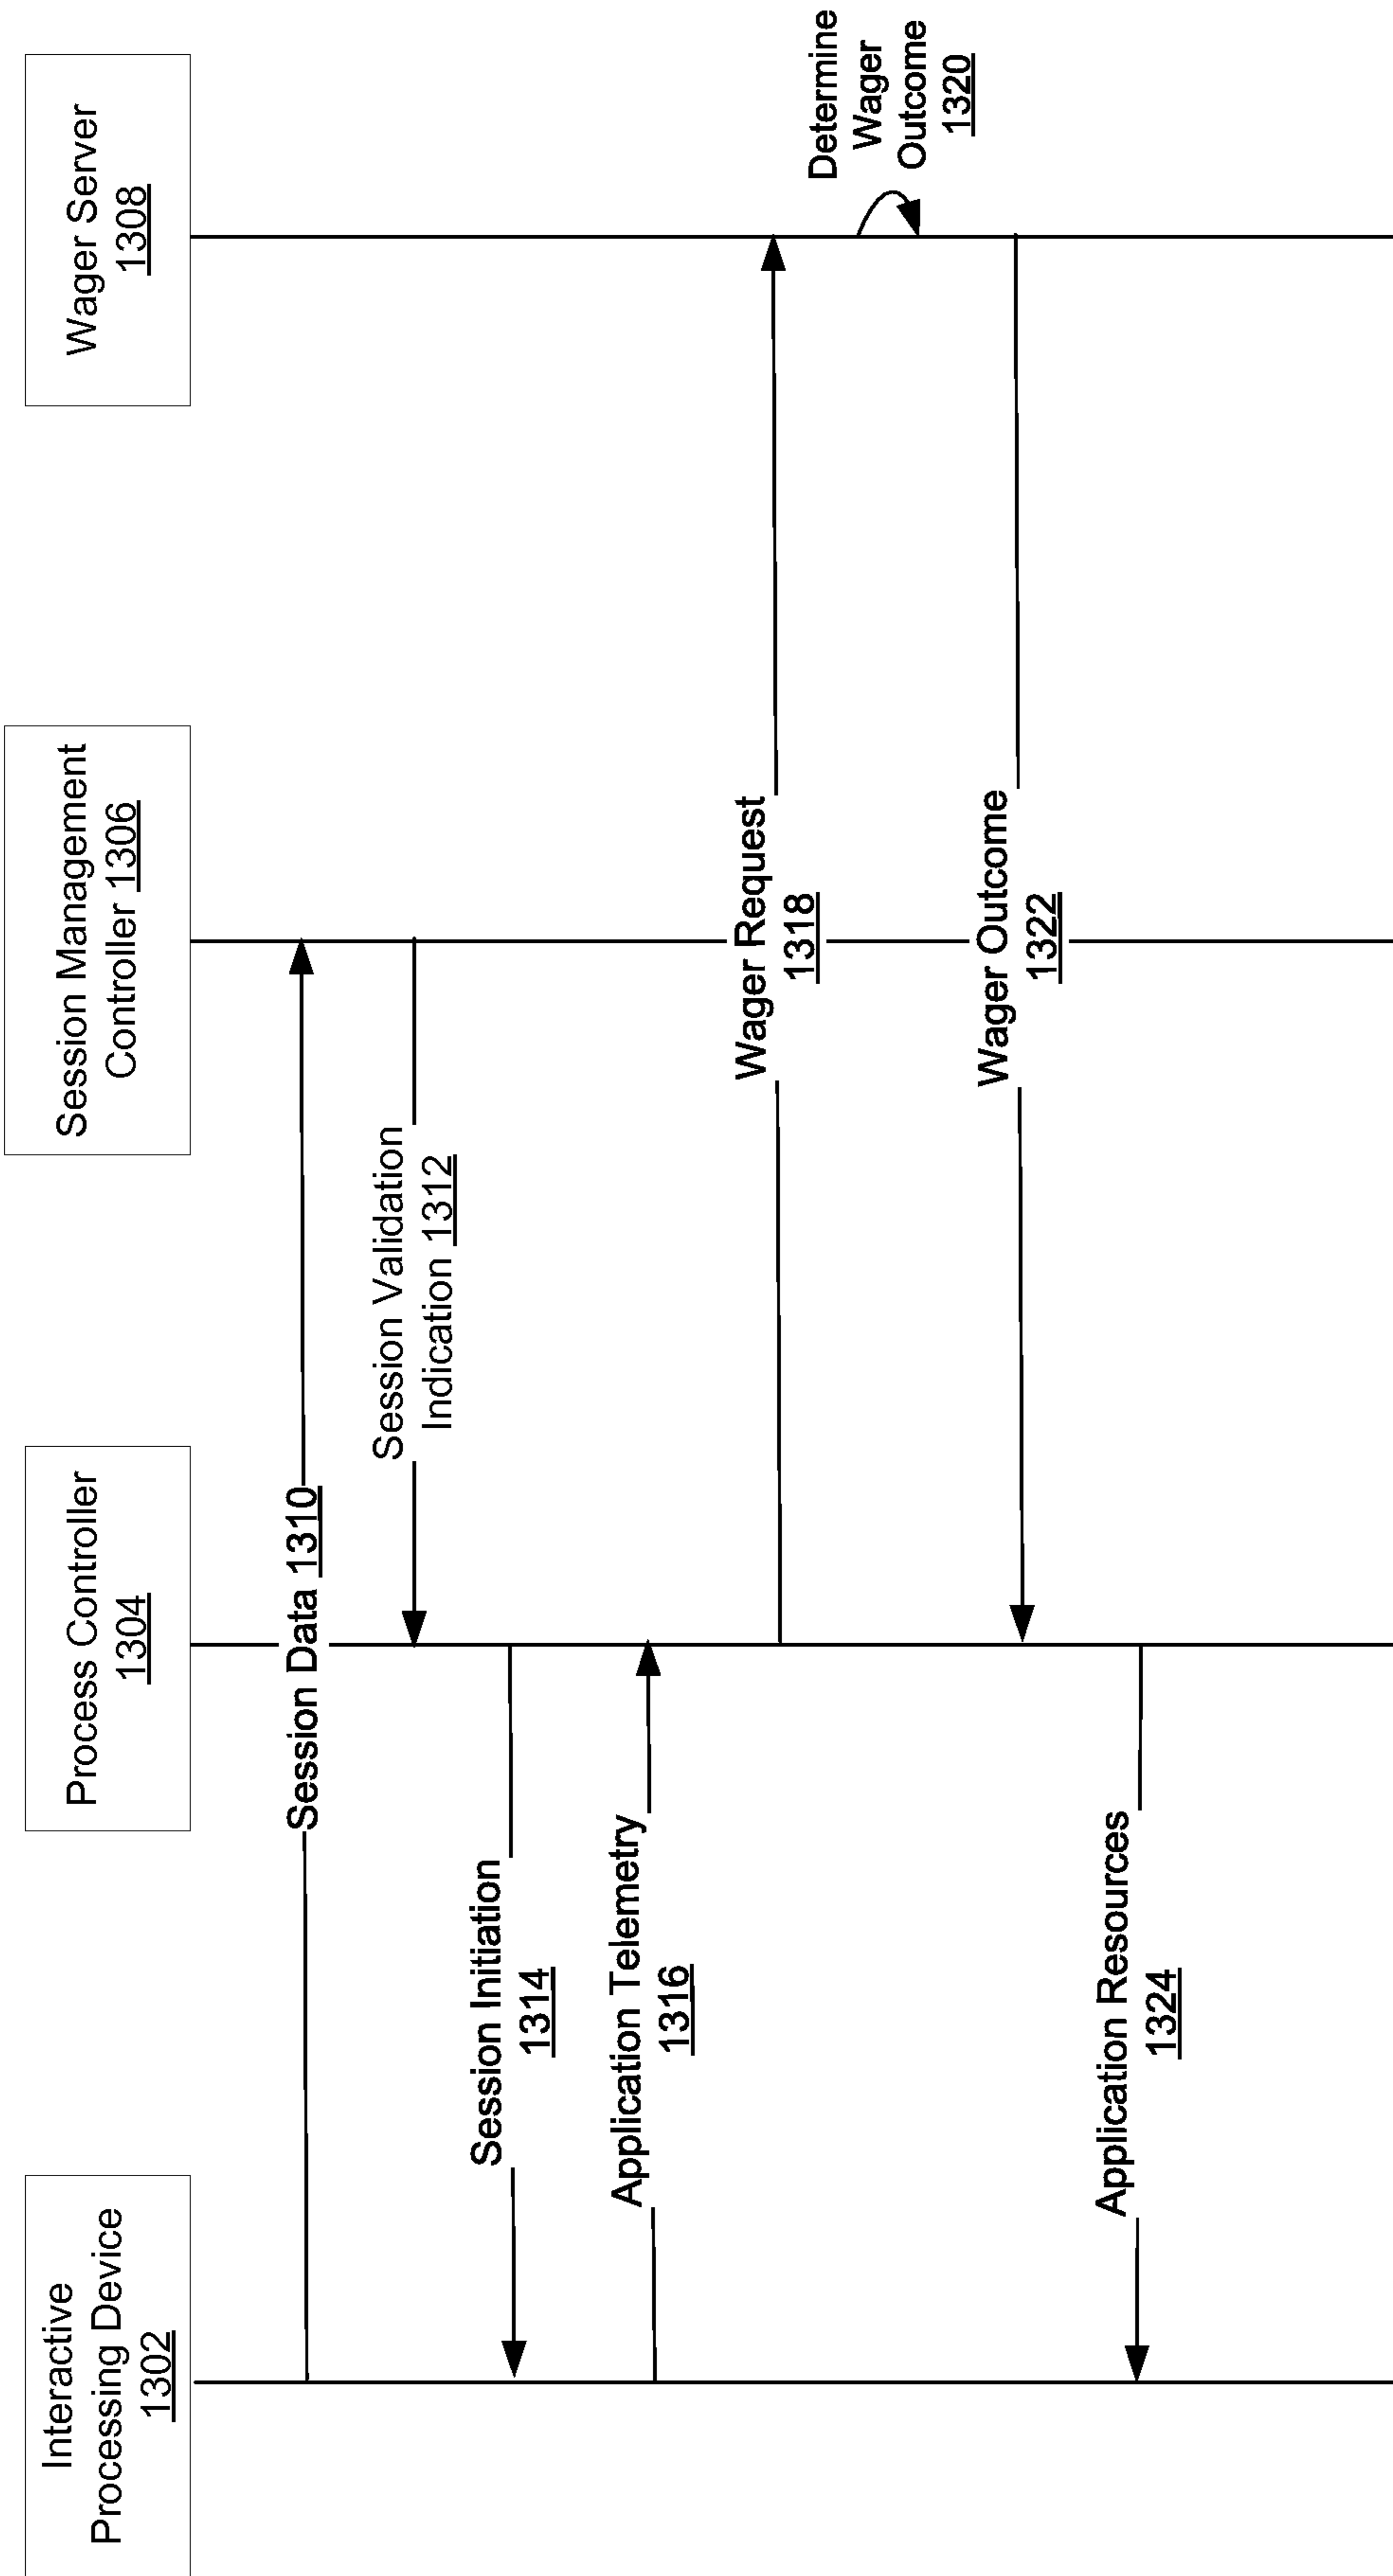 Interactive
Processing Device
1302
Process Controller
1304
Session Management
Controller 1306
Wager Server
1308
Session Data 1310
Session Validation
Indication 1312
Session Initiation
1314
Application Telemetry
1316
Wager Request
1318
Determine
Wager
Outcome
1320
Wager Outcome
1322
Application Resources
1324